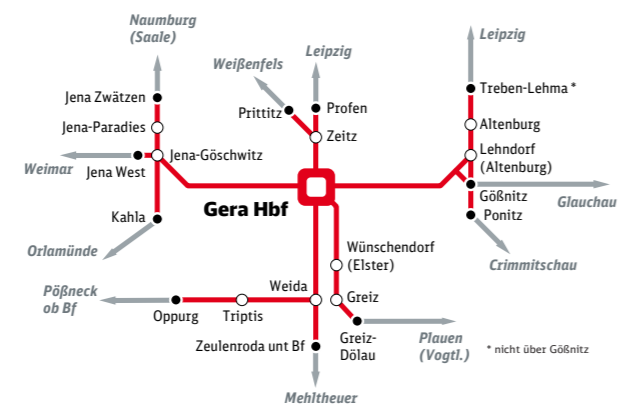 Naumburg
(Saale)
Leipzig
Leipzig
Weißenfels
Jena Zwätzen
Prittitz
Profen
Treben-Lehma *
Jena-Paradies
Zeitz
Altenburg
Weimar
Jena-Göschwitz
Jena West
Lehndorf
(Altenburg)
Gera Hbf
Gößnitz
Glauchau
Kahla
Ponitz
Orlamünde
Wünschendorf
(Elster)
Crimmitschau
Pößneck
ob Bf
Weida
Greiz
Oppurg
Triptis
Zeulenroda unt Bf
Greiz-
Dölau
Plauen
(Vogtl.)
* nicht über Gößnitz
Mehltheuer